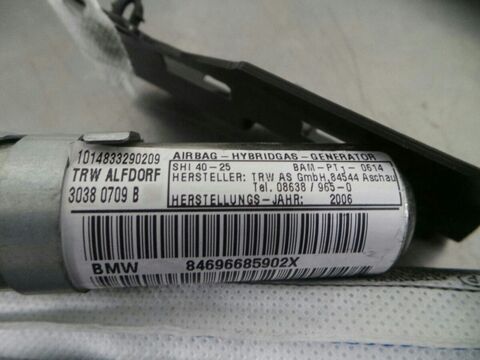 1014833290209
TRW ALFDORF
3038 0709 B
AIRBAG - HYBRIDGAS - GENERATOR
SHI 40-25 BAM-PT1-0614
HERSTELLER: TRW AS GmbH, 84544 Aschau
Tel. 08638/965-0
HERSTELLUNGS-JAHR: 2006
BMW 84696685902X